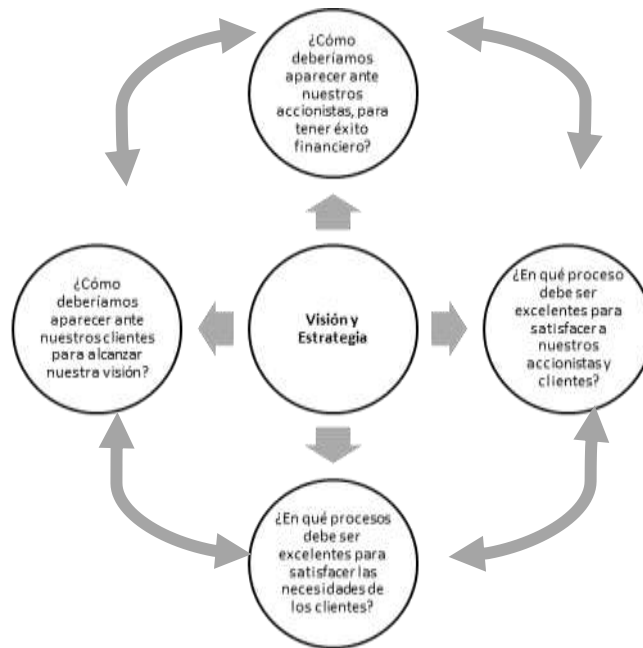 ¿Cómo
deberíamos
aparecer ante
nuestros
accionistas, para
tener éxito
financiero?
¿Cómo
deberíamos
aparecer ante
nuestros clientes
para alcanzar
nuestra visión?
Visión y
Estrategia
¿En qué proceso
debe ser
excelentes para
satisfacer a
nuestros
accionistas y
clientes?
¿En qué procesos
debe ser
excelentes para
satisfacer las
necesidades de
los clientes?